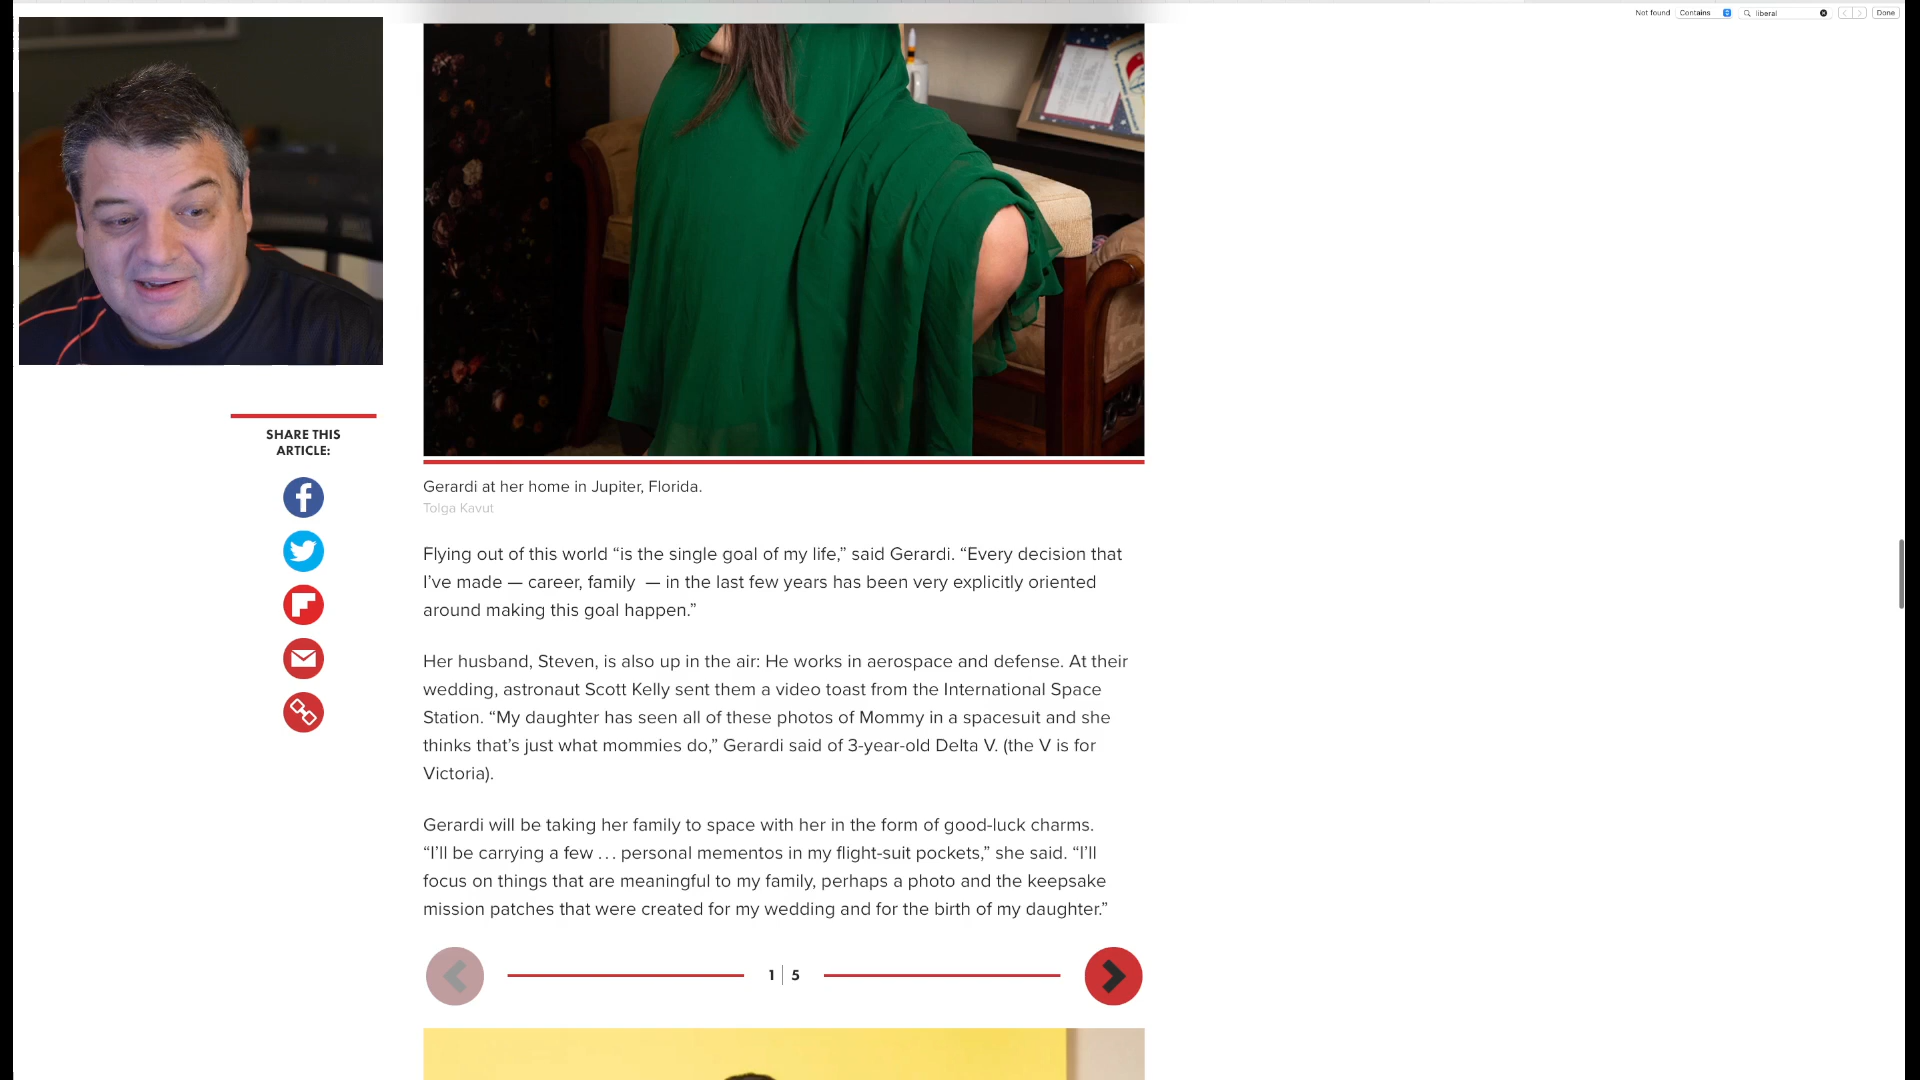 Not found Contains liberal Done
SHARE THIS
ARTICLE:
Gerardi at her home in Jupiter, Florida.
Tolga Kavut
Flying out of this world “is the single goal of my life,” said Gerardi. “Every decision that
I’ve made — career, family — in the last few years has been very explicitly oriented
around making this goal happen.”
Her husband, Steven, is also up in the air: He works in aerospace and defense. At their
wedding, astronaut Scott Kelly sent them a video toast from the International Space
Station. “My daughter has seen all of these photos of Mommy in a spacesuit and she
thinks that’s just what mommies do,” Gerardi said of 3-year-old Delta V. (the V is for
Victoria).
Gerardi will be taking her family to space with her in the form of good-luck charms.
“I’ll be carrying a few … personal mementos in my flight-suit pockets,” she said. “I’ll
focus on things that are meaningful to my family, perhaps a photo and the keepsake
mission patches that were created for my wedding and for the birth of my daughter.”
1 | 5